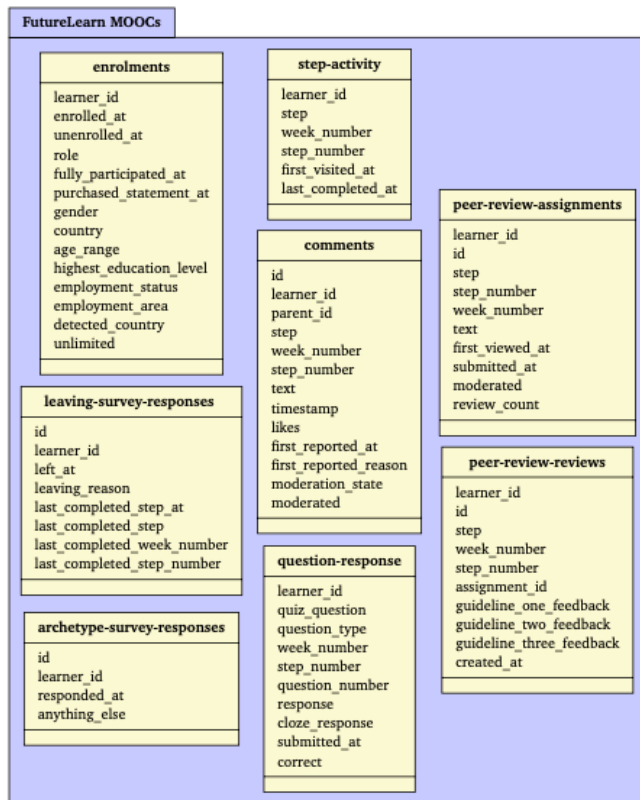 FutureLearn MOOCs
enrolments
learner_id
enrolled_at
unenrolled_at
role
fully_participated_at
purchased_statement_at
gender
country
age_range
highest_education_level
employment_status
employment_area
detected_country
unlimited
leaving-survey-responses
id
learner_id
left_at
leaving_reason
last_completed_step_at
last_completed_step
last_completed_week_number
last_completed_step_number
archetype-survey-responses
id
learner_id
responded_at
anything_else
step-activity
learner_id
step
week_number
step_number
first_visited_at
last_completed_at
comments
id
learner_id
parent_id
step
week_number
step_number
text
timestamp
likes
first_reported_at
first_reported_reason
moderation_state
moderated
question-response
learner_id
quiz_question
question_type
week_number
step_number
question_number
response
cloze_response
submitted_at
correct
peer-review-assignments
learner_id
id
step
step_number
week_number
text
first_viewed_at
submitted_at
moderated
review_count
peer-review-reviews
learner_id
id
step
week_number
step_number
assignment_id
guideline_one_feedback
guideline_two_feedback
guideline_three_feedback
created_at